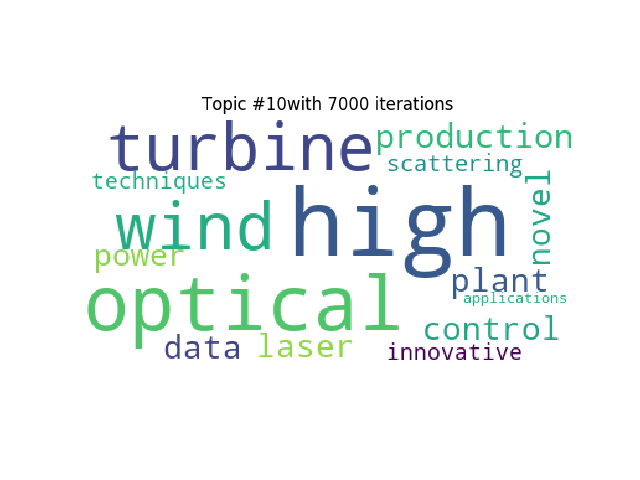 Topic #10with 7000 iterations
turbine
production
scattering
techniques
novel
high
wind
power
plant
optical
applications
control
data
laser
innovative